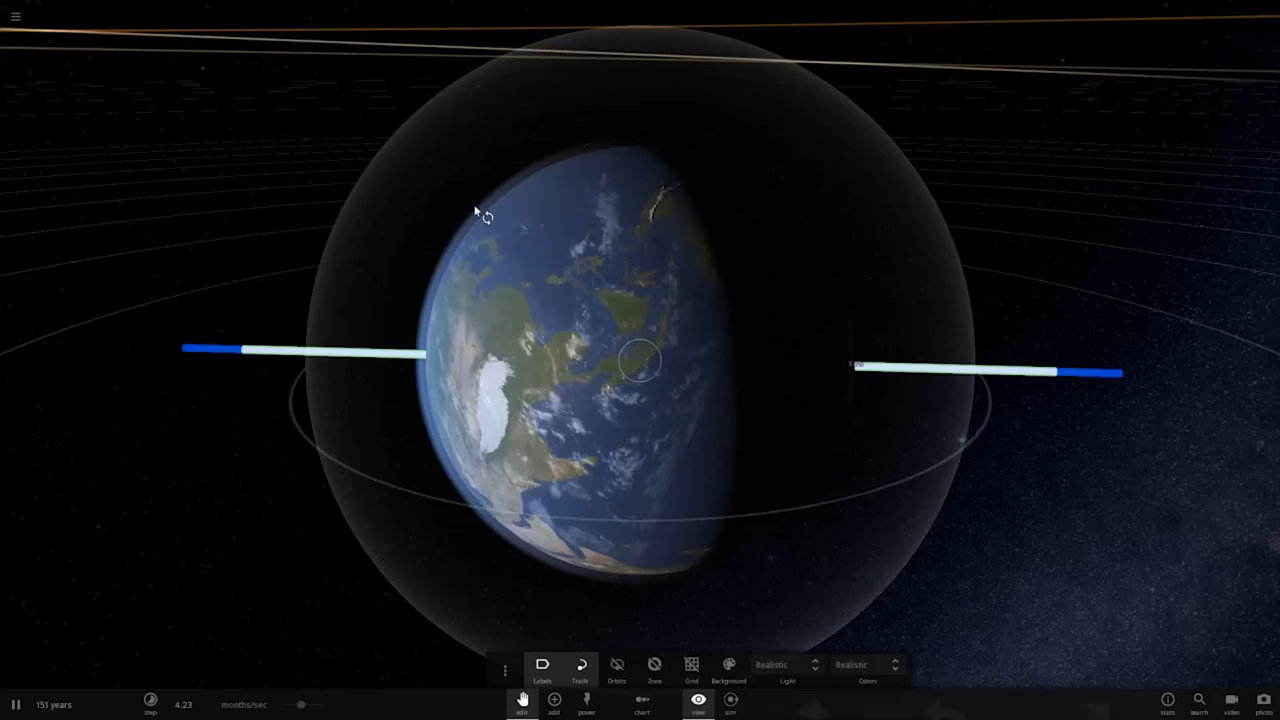 Labels
Trails
Orbits
Zone
Grid
Background
Realistic
Light
Realistic
Colors
151 years
step
4.23
months/sec
edit
add
power
chart
view
sim
stats
search
video
photo